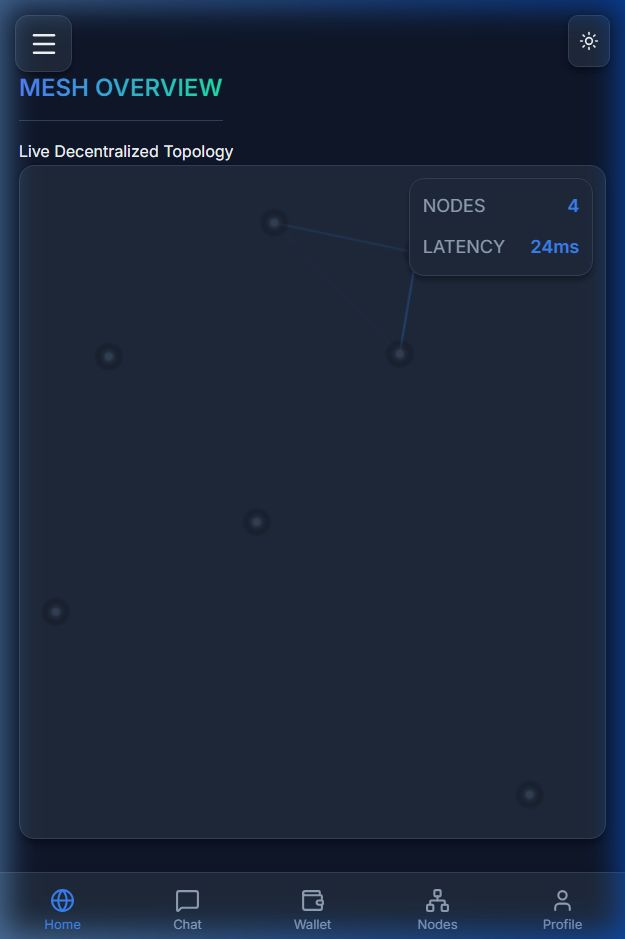 MESH OVERVIEW
Live Decentralized Topology
NODES 4
LATENCY 24ms
Home Chat Wallet Nodes Profile